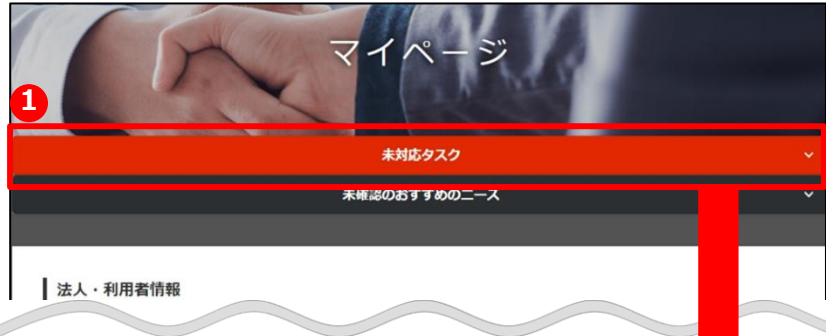 マイページ
1
未対応タスク
未確認のおすすめのニーズ
法人・利用者情報